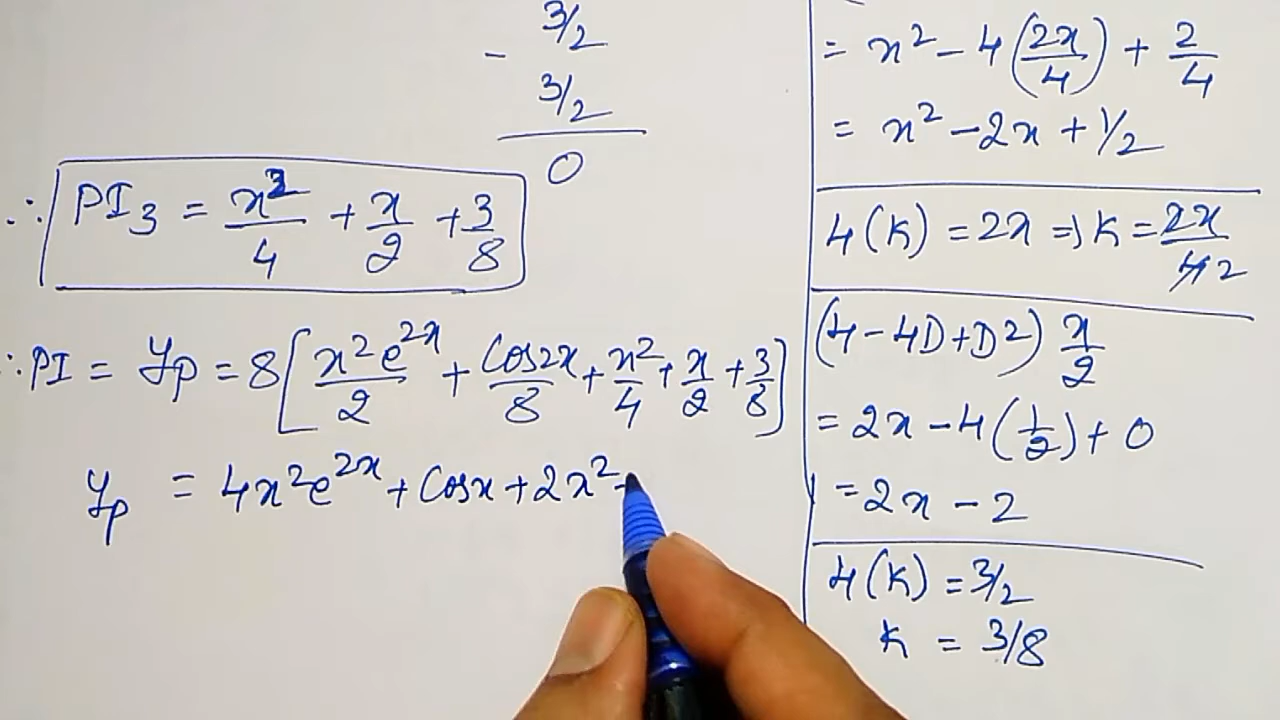 - 3/2
3/2
0
∴ PI₃ = x²/4 + x/2 + 3/8
∴ PI = yp = 8[x²e^2x/2 + Cos2x/8 + x²/4 + x/2 + 3/8]
yp = 4x²e^2x + Cosx + 2x²
= x² - 4(2x/4) + 2/4
= x² - 2x + 1/2
4(K) = 2x ⇒ K = 2x/4 2
(4 - 4D + D²) x/2
= 2x - 4(1/2) + 0
= 2x - 2
4(K) = 3/2
K = 3/8